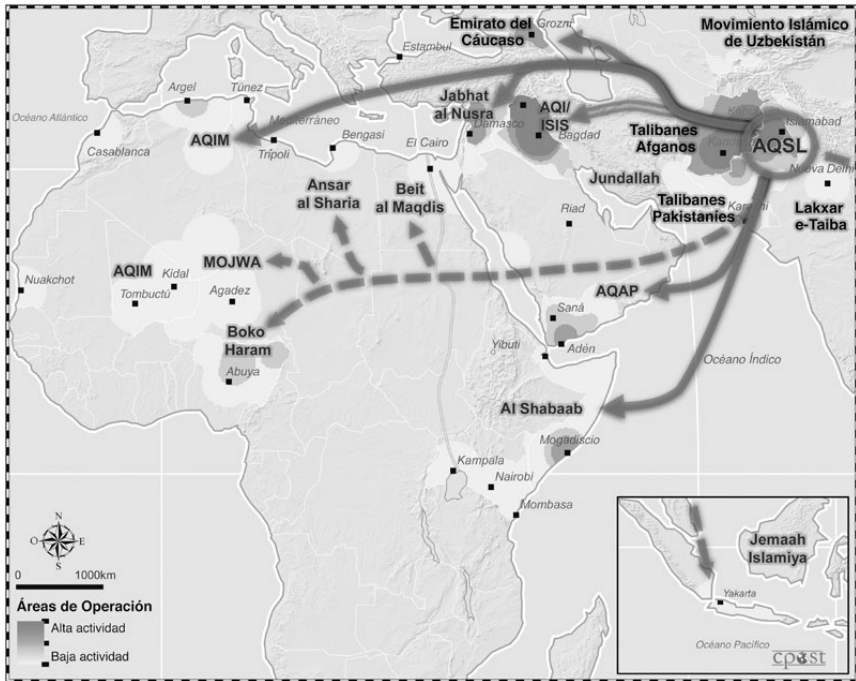 Emirato del
Cáucaso
Grozni
Movimiento Islámico
de Uzbekistán
Estambul
Argel
Túnez
Océano Atlántico
Mediterráneo
Casablanca
AQIM
Trípoli
Bengasi
El Cairo
Jabhat
al Nusra
Damasco
AQI/
ISIS
Bagdad
Talibanes
Afganos
Islamabad
AQSL
Nueva Delhi
Jundallah
Talibanes
Pakistaníes
Karachi
Lakxar
e-Taiba
Ansar
al Sharia
Beit
al Maqdis
Riad
Nuakchot
AQIM
Kidal
Tombuctú
MOJWA
Agadez
AQAP
Saná
Adén
Boko
Haram
Abuya
Yibuti
Océano Índico
Al Shabaab
Mogadiscio
Kampala
Nairobi
Mombasa
N
O E
S
0 1000km
Áreas de Operación
Alta actividad
Baja actividad
Jemaah
Islamiya
Yakarta
Océano Pacífico
cpost